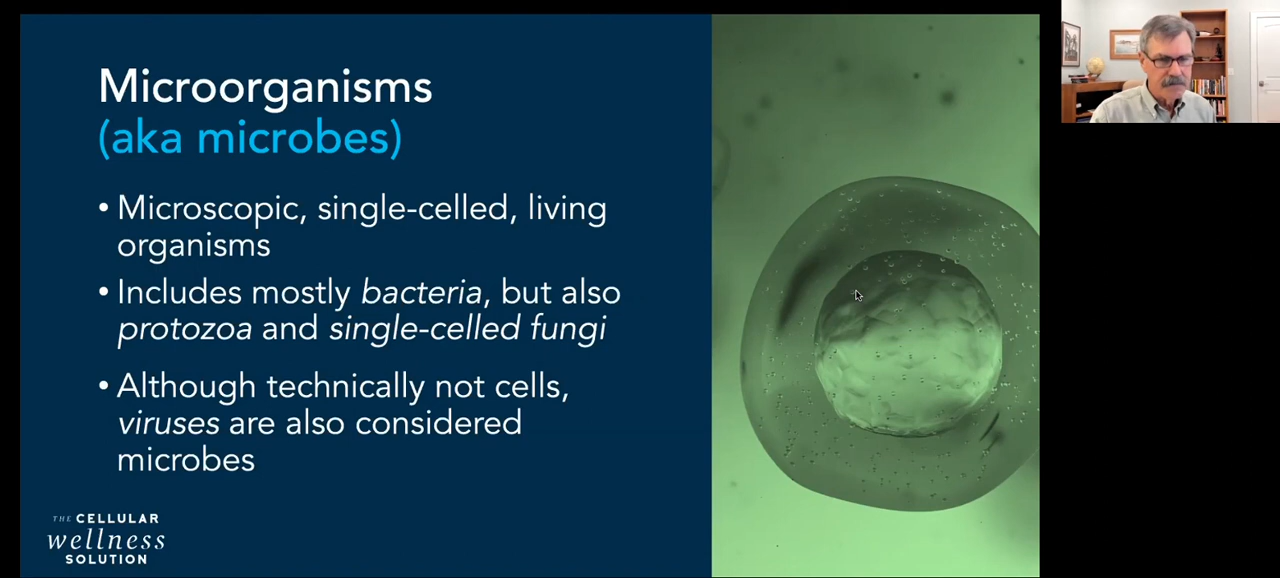 Microorganisms
(aka microbes)
• Microscopic, single-celled, living
organisms
• Includes mostly bacteria, but also
protozoa and single-celled fungi
• Although technically not cells,
viruses are also considered
microbes
THE CELLULAR
wellness
SOLUTION